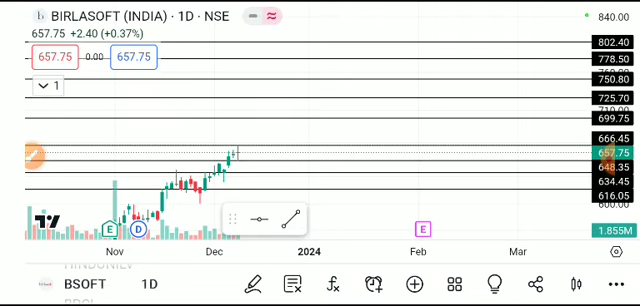 BIRLASOFT (INDIA) · 1D · NSE
840.00
657.75 +2.40 (+0.37%)
802.40
657.75 0.00 657.75
778.50
750.80
1
725.70
710.00
699.75
666.45
657.75
648.35
634.45
616.05
600.00
E D E
1.855M
Nov Dec 2024 Feb Mar
HINDUNILV
BSOFT 1D